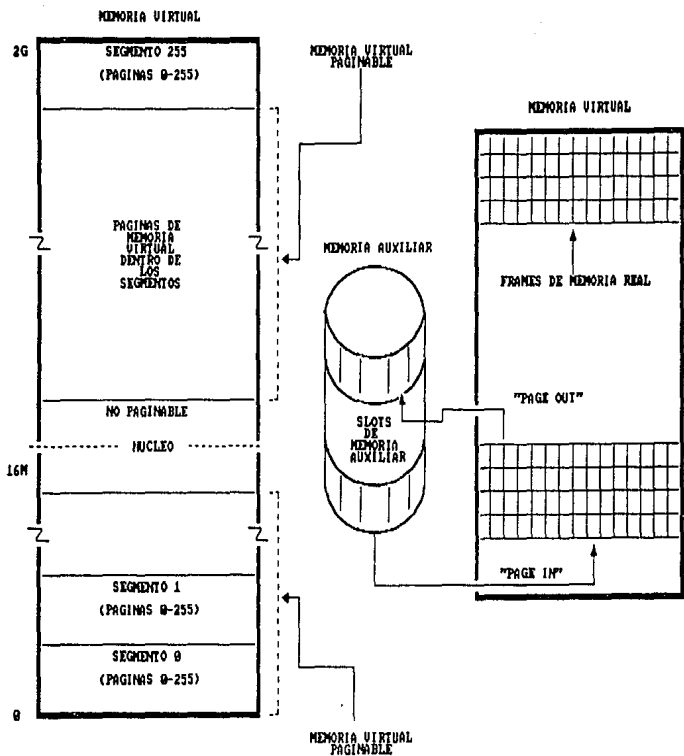 MEMORIA VIRTUAL
2G
SEGMENTO 255
(PAGINAS 0-255)
MEMORIA VIRTUAL
PAGINABLE
PAGINAS DE
MEMORIA
VIRTUAL
DENTRO DE
LOS
SEGMENTOS
NO PAGINABLE
NUCLEO
16M
SEGMENTO 1
(PAGINAS 0-255)
SEGMENTO 0
(PAGINAS 0-255)
0
MEMORIA VIRTUAL
PAGINABLE
MEMORIA AUXILIAR
SLOTS
DE
MEMORIA
AUXILIAR
MEMORIA VIRTUAL
FRAMES DE MEMORIA REAL
"PAGE OUT"
"PAGE IN"